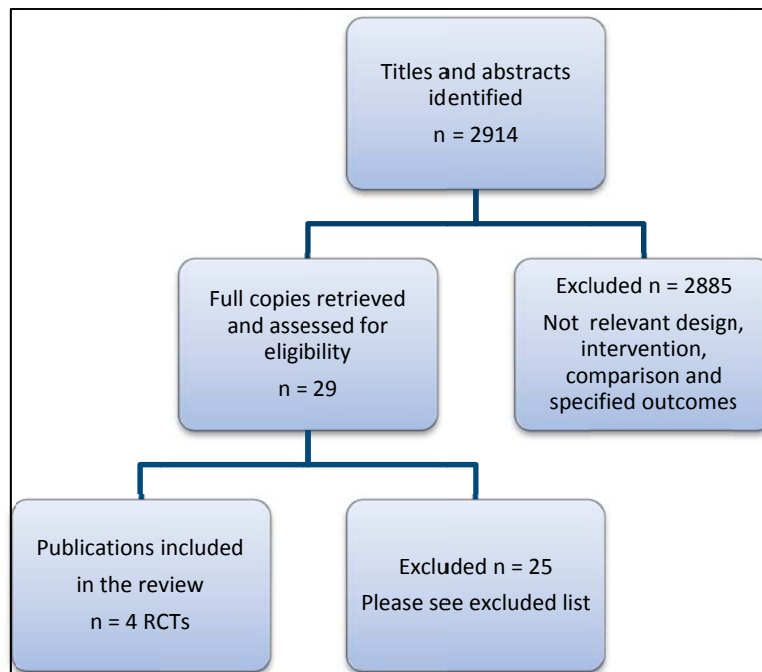 Titles and abstracts
identified
n = 2914
Full copies retrieved
and assessed for
eligibility
n = 29
Excluded n = 2885
Not relevant design,
intervention,
comparison and
specified outcomes
Publications included
in the review
n = 4 RCTs
Excluded n = 25
Please see excluded list